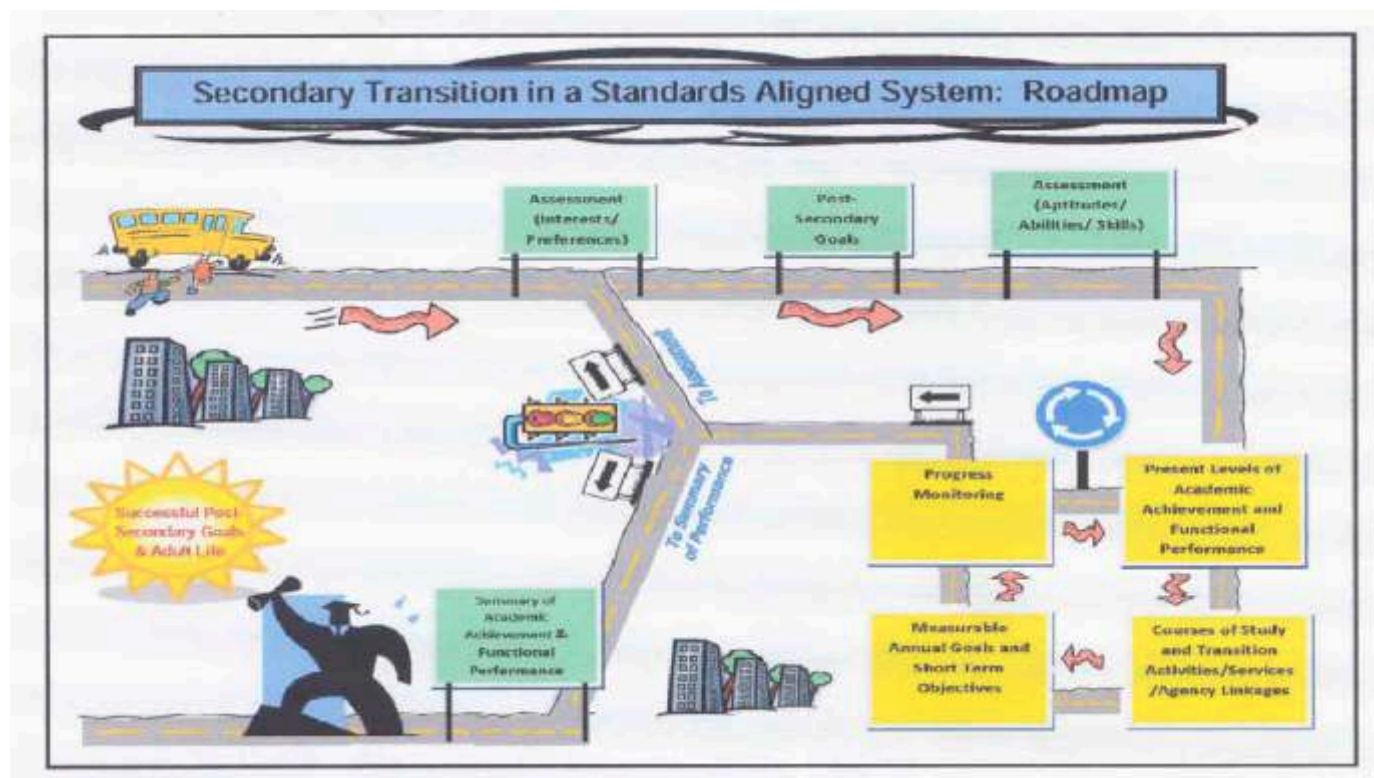 Secondary Transition in a Standards Aligned System: Roadmap
Assessment
(Interests/
Preferences)
Post-
Secondary
Goals
Assessment
(Aptitudes/
Abilities/ Skills)
To Assessment
To Summary
of Performance
Progress
Monitoring
Present Levels of
Academic
Achievement and
Functional
Performance
Successful Post-
Secondary Goals
& Adult Life
Summary of
Academic
Achievement &
Functional
Performance
Measurable
Annual Goals and
Short Term
Objectives
Courses of Study
and Transition
Activities/Services
/Agency Linkages